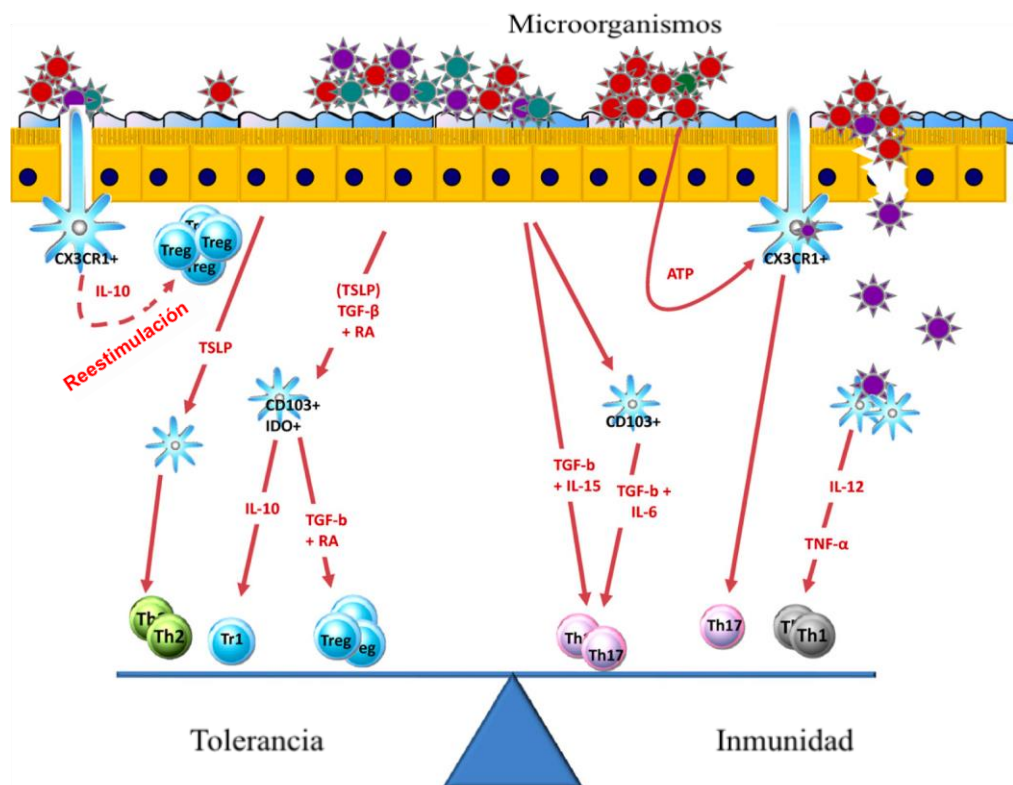 Microorganismos
CX3CR1+
IL-10
Reestimulación
Treg
Treg
Treg
TSLP
(TSLP)
TGF-β
+ RA
CD103+
IDO+
IL-10
TGF-b
+ RA
TGF-b
+ IL-15
CD103+
TGF-b +
IL-6
ATP
CX3CR1+
IL-12
TNF-α
Th2
Tr1
Treg
Th17
Th17
Th1
Tolerancia
Inmunidad